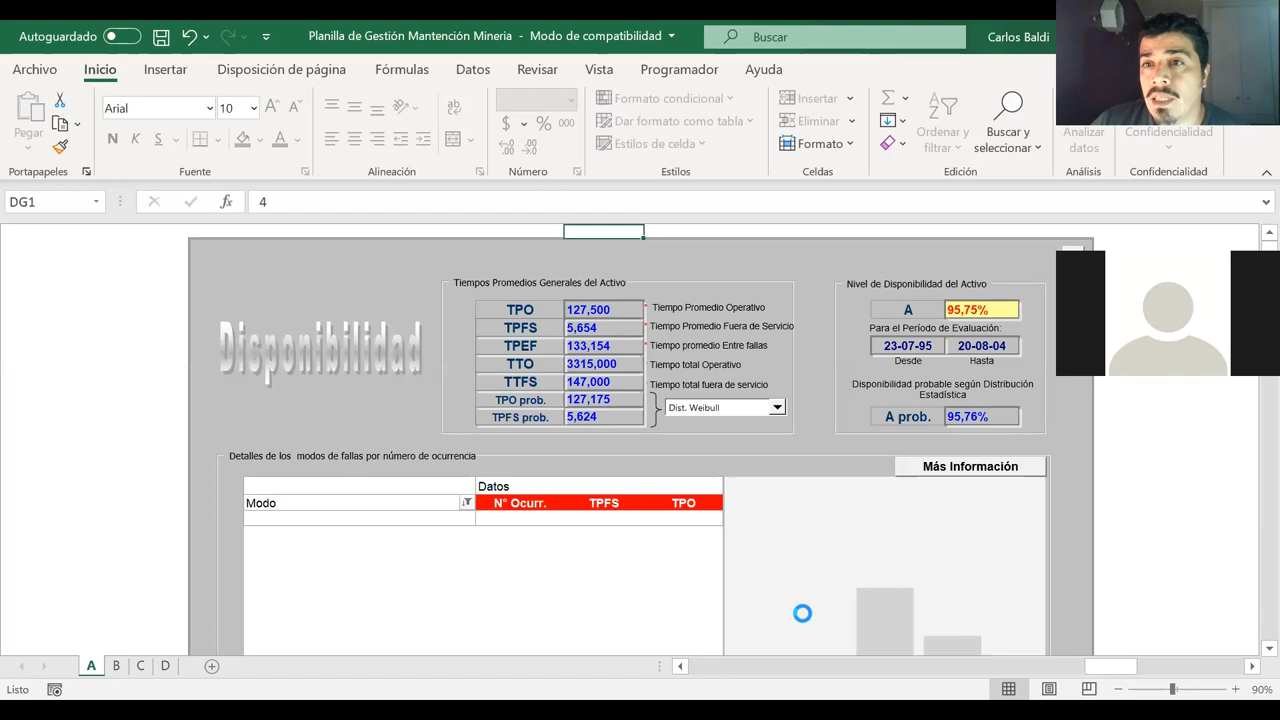 Autoguardado
Planilla de Gestión Mantención Mineria - Modo de compatibilidad
Buscar
Carlos Baldi
Archivo Inicio Insertar Disposición de página Fórmulas Datos Revisar Vista Programador Ayuda
Pegar
Arial
10
N K S
A
ab
$ % 000
Formato condicional
Dar formato como tabla
Estilos de celda
Insertar
Eliminar
Formato
Ordenar y filtrar
Buscar y seleccionar
Analizar datos
Confidencialidad
Portapapeles Fuente Alineación Número Estilos Celdas Edición Análisis Confidencialidad
DG1
fx
4
Disponibilidad
Tiempos Promedios Generales del Activo
TPO 127,500 * Tiempo Promedio Operativo
TPFS 5,654 * Tiempo Promedio Fuera de Servicio
TPEF 133,154 * Tiempo promedio Entre fallas
TTO 3315,000 Tiempo total Operativo
TTFS 147,000 Tiempo total fuera de servicio
TPO prob. 127,175
TPFS prob. 5,624
Dist. Weibull
Nivel de Disponibilidad del Activo
A 95,75%
Para el Período de Evaluación:
23-07-95 20-08-04
Desde Hasta
Disponibilidad probable según Distribución
Estadística
A prob. 95,76%
Detalles de los modos de fallas por número de ocurrencia
Más Información
Datos
Modo N° Ocurr. TPFS TPO
A B C D
Listo
90%